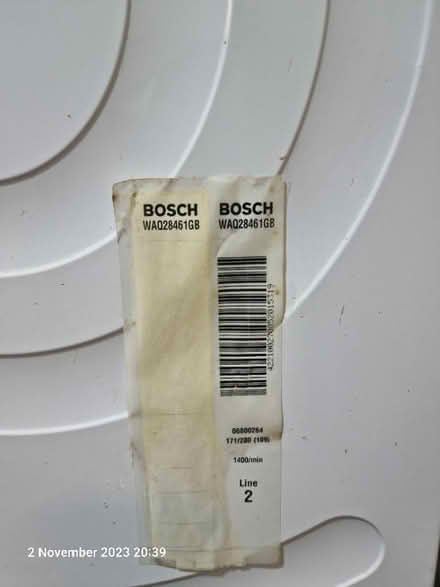 BOSCH BOSCH
WAQ28461GB WAQ28461GB
06800264
171/280 (109)
1400/min
Line
2
2 November 2023 20:39